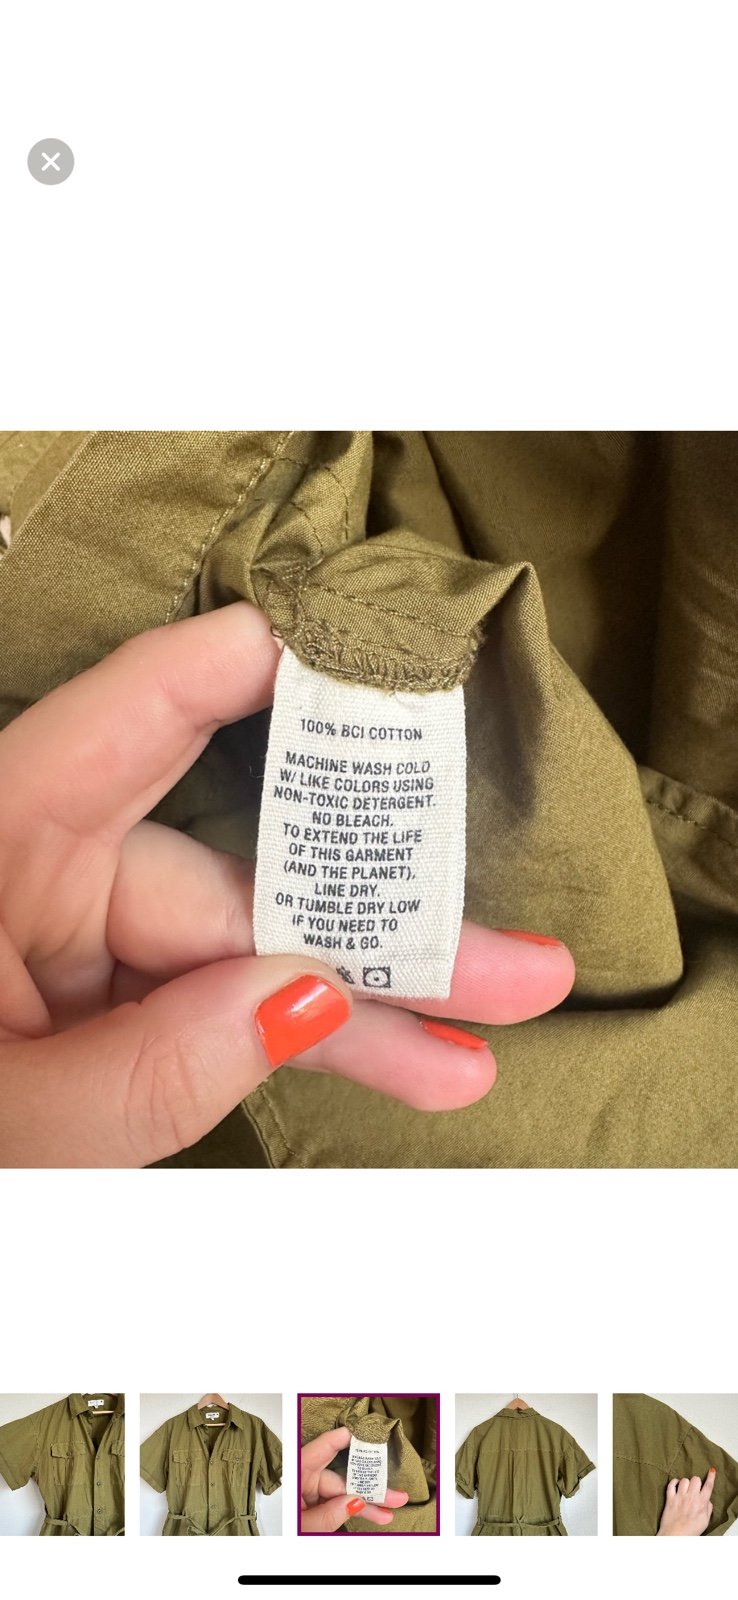 100% BCI COTTON
MACHINE WASH COLD
W/ LIKE COLORS USING
NON-TOXIC DETERGENT.
NO BLEACH.
TO EXTEND THE LIFE
OF THIS GARMENT
(AND THE PLANET),
LINE DRY.
OR TUMBLE DRY LOW
IF YOU NEED TO
WASH & GO.